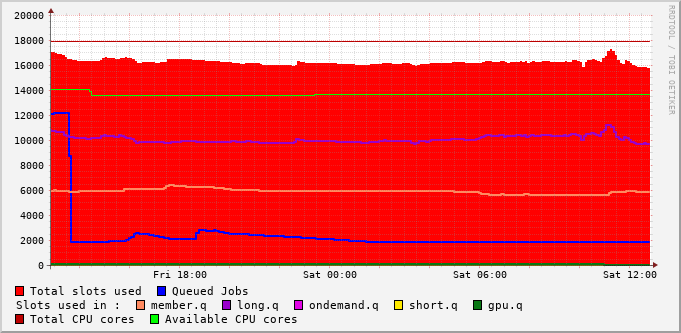 20000
18000
16000
14000
12000
10000
8000
6000
4000
2000
0
Fri 18:00 Sat 00:00 Sat 06:00 Sat 12:00
Total slots used Queued Jobs
Slots used in : member.q long.q ondemand.q short.q gpu.q
Total CPU cores Available CPU cores
RRDTOOL / TOBI OETIKER